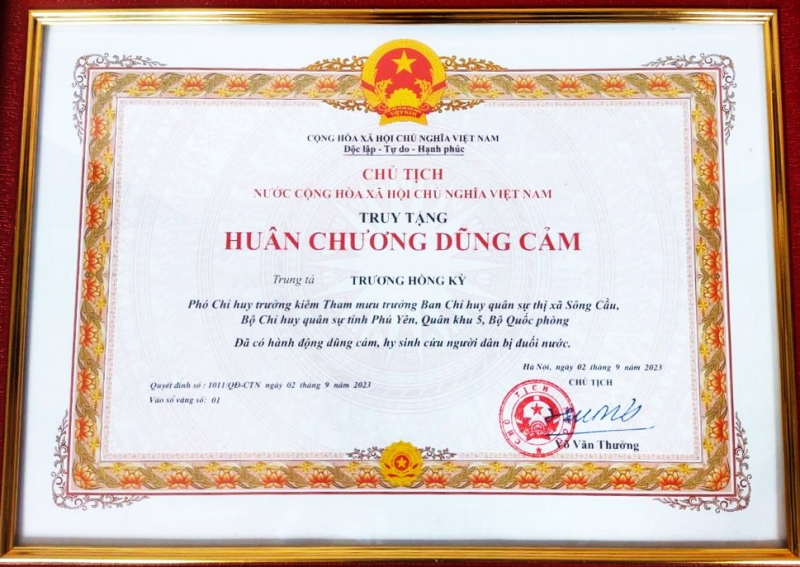 VIỆT NAM
CỘNG HÒA XÃ HỘI CHỦ NGHĨA VIỆT NAM
Độc lập - Tự do - Hạnh phúc
CHỦ TỊCH
NƯỚC CỘNG HÒA XÃ HỘI CHỦ NGHĨA VIỆT NAM
TRUY TẶNG
HUÂN CHƯƠNG DŨNG CẢM
Trung tá TRƯƠNG HỒNG KỲ
Phó Chỉ huy trưởng kiêm Tham mưu trưởng Ban Chỉ huy quân sự thị xã Sông Cầu,
Bộ Chỉ huy quân sự tỉnh Phú Yên, Quân khu 5, Bộ Quốc phòng
Đã có hành động dũng cảm, hy sinh cứu người dân bị đuối nước.
Hà Nội, ngày 02 tháng 9 năm 2023
Quyết định số : 1011/QĐ-CTN ngày 02 tháng 9 năm 2023
CHỦ TỊCH
Vào sổ vàng số: 01
CHỦ TỊCH
Võ Văn Thưởng